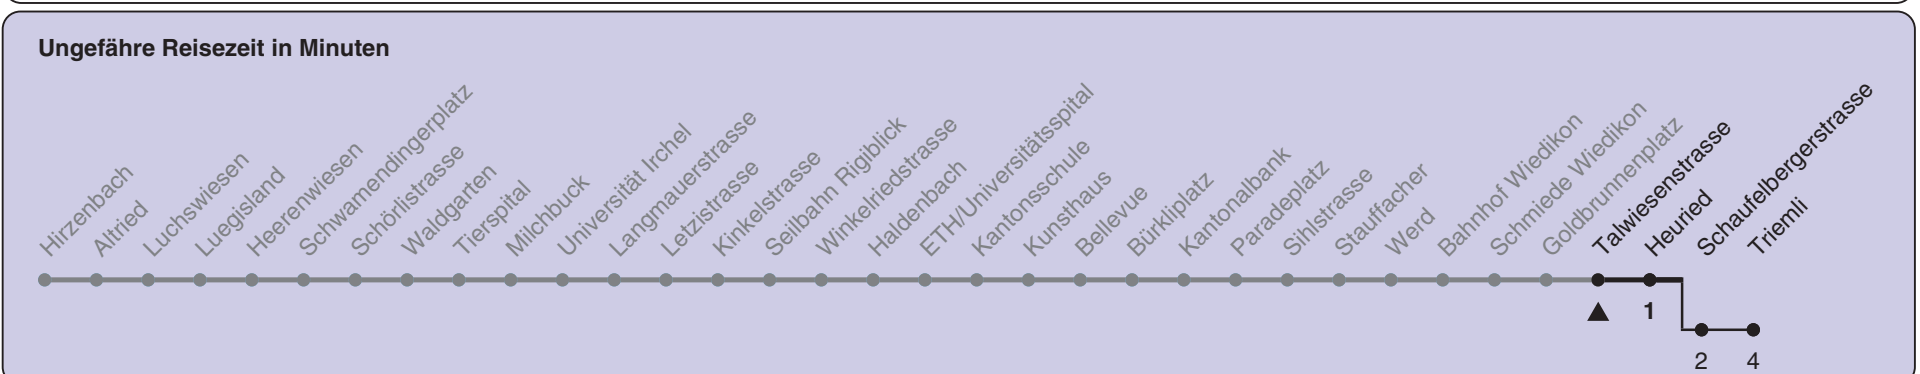 Ungefähre Reisezeit in Minuten
Hirzenbach
Altried
Luchswiesen
Luegisland
Heerenwiesen
Schwamendingerplatz
Schörlistrasse
Waldgarten
Tierspital
Milchbuck
Universität Irchel
Langmauerstrasse
Letzistrasse
Kinkelstrasse
Seilbahn Rigiblick
Winkelriedstrasse
Haldenbach
ETH/Universitätsspital
Kantonsschule
Kunsthaus
Bellevue
Bürkliplatz
Kantonalbank
Paradeplatz
Sihlstrasse
Stauffacher
Werd
Bahnhof Wiedikon
Schmiede Wiedikon
Goldbrunnenplatz
Talwiesenstrasse
Heuried
Schaufelbergerstrasse
Triemli
1
2 4